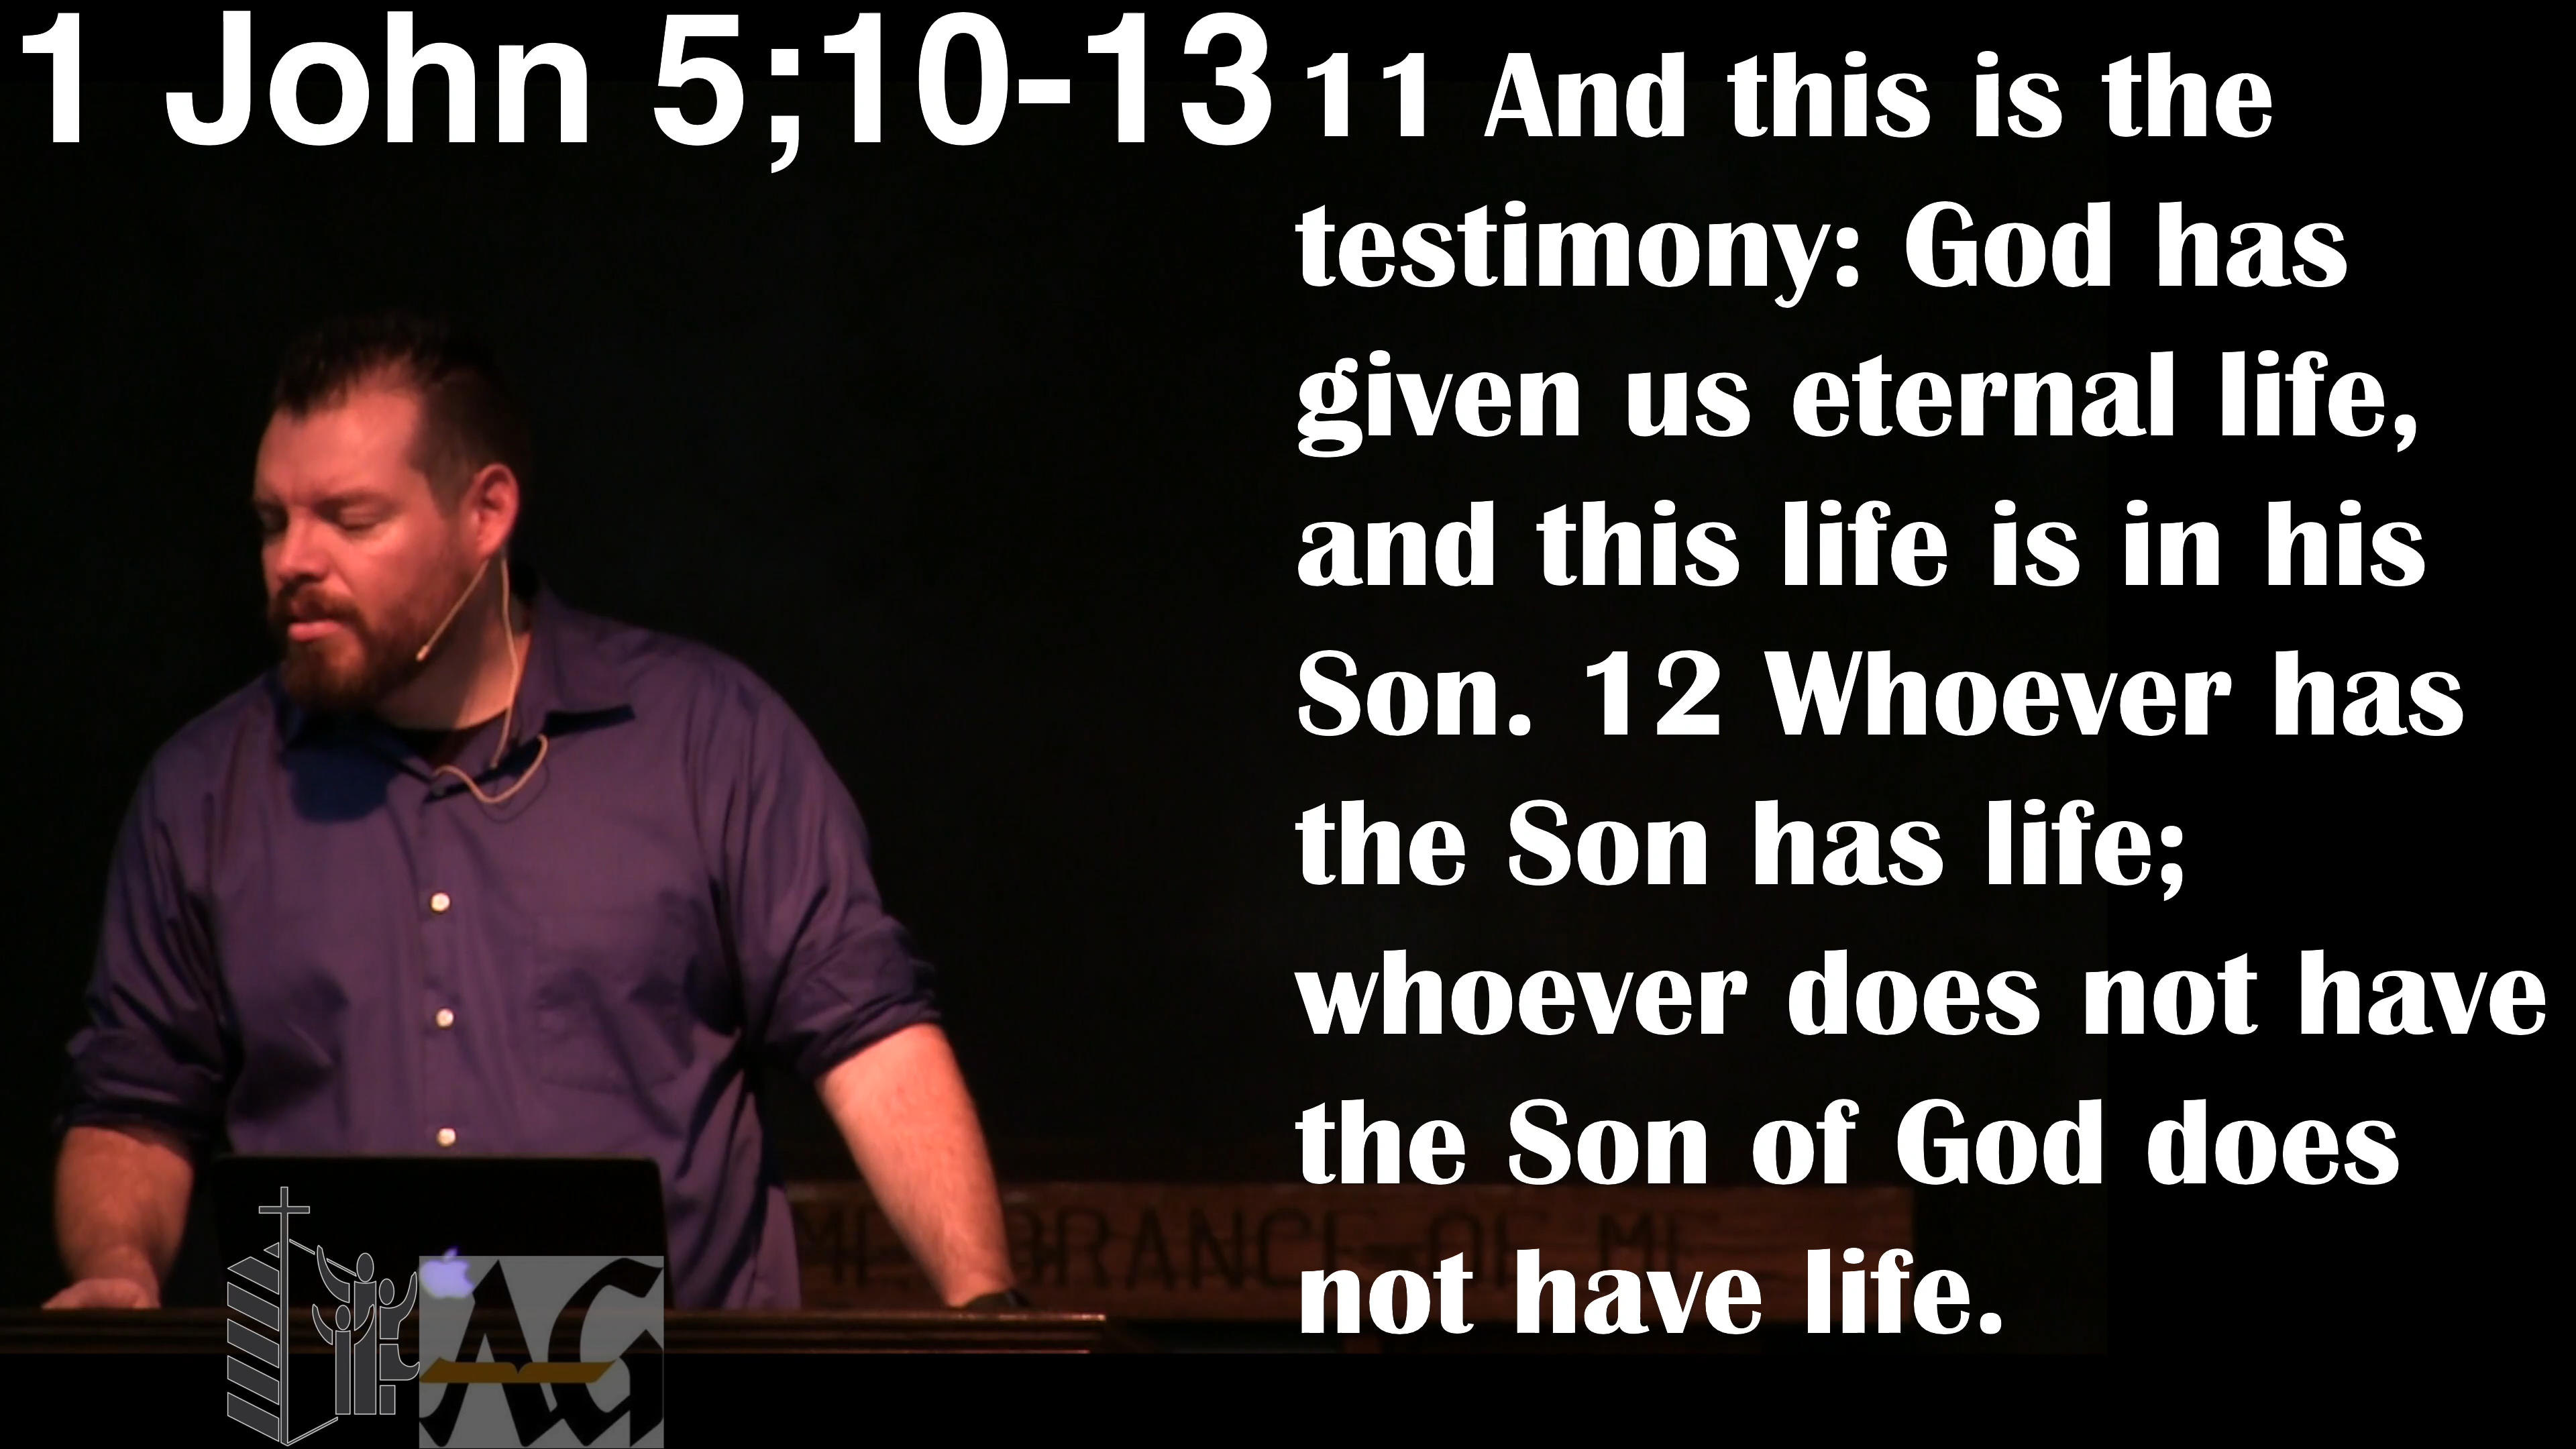 1 John 5;10-13
11 And this is the
testimony: God has
given us eternal life,
and this life is in his
Son. 12 Whoever has
the Son has life;
whoever does not have
the Son of God does
not have life.
OF ME
AG